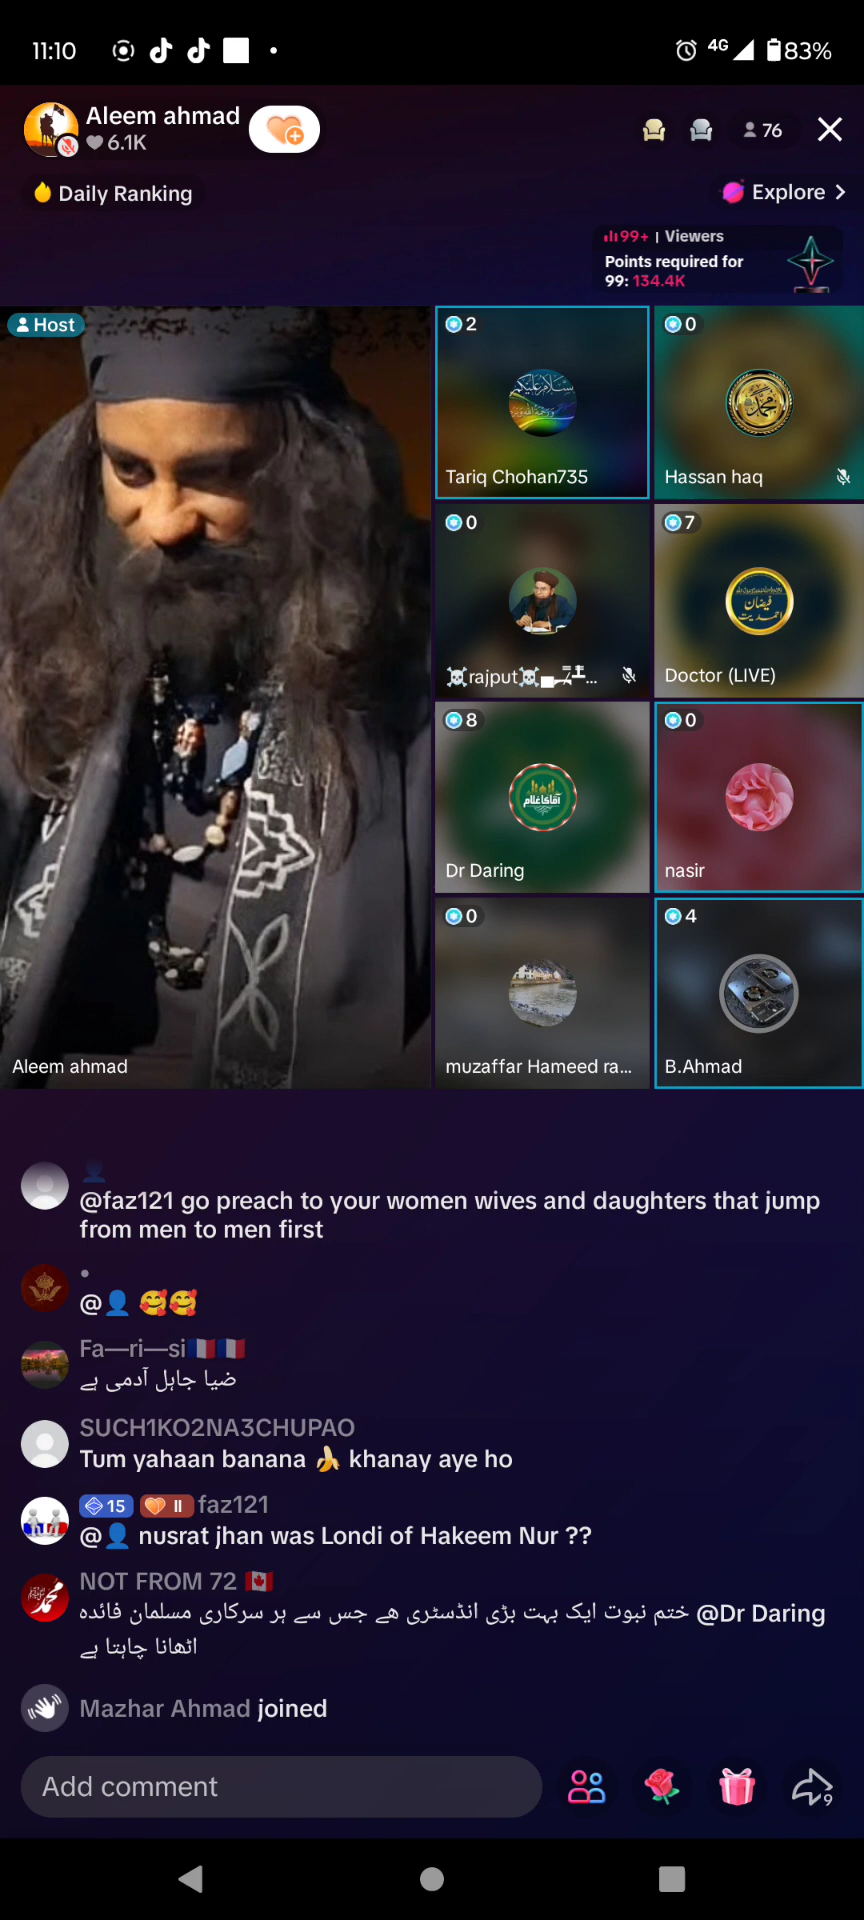 11:10
4G
83%
Aleem ahmad
6.1K
76
Daily Ranking
Explore
99+ | Viewers
Points required for
99: 134.4K
Host
2
0
Tariq Chohan735
Hassan haq
0
7
فیضان
احمدیت
☠️rajput☠️
Doctor (LIVE)
8
0
آقا کا غلام
Dr Daring
nasir
0
4
Aleem ahmad
muzaffar Hameed ra...
B.Ahmad
@faz121 go preach to your women wives and daughters that jump
from men to men first
@👤 🥰🥰
Fa—ri—si🇫🇷🇫🇷
ضیا جاہل آدمی ہے
SUCH1KO2NA3CHUPAO
Tum yahaan banana 🍌 khanay aye ho
15 II faz121
@👤 nusrat jhan was Londi of Hakeem Nur ??
NOT FROM 72 🇨🇦
@Dr Daring ختم نبوت ایک بہت بڑی انڈسٹری ھے جس سے ہر سرکاری مسلمان فائدہ
اٹھانا چاہتا ہے
Mazhar Ahmad joined
Add comment
9